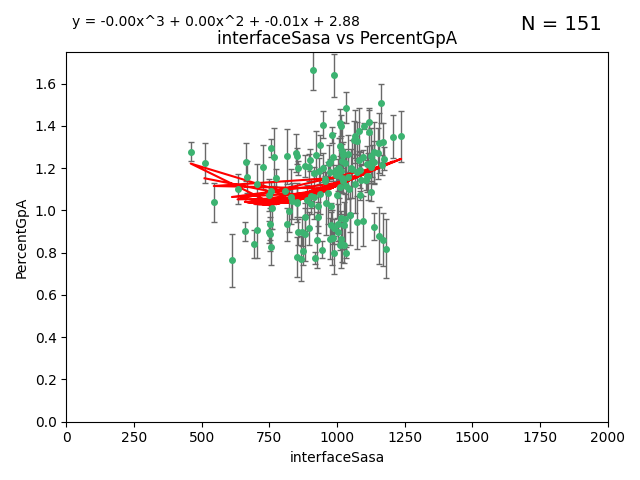 y = -0.00x^3 + 0.00x^2 + -0.01x + 2.88
N = 151
interfaceSasa vs PercentGpA
PercentGpA
1.6
1.4
1.2
1.0
0.8
0.6
0.4
0.2
0.0
0 250 500 750 1000 1250 1500 1750 2000
interfaceSasa